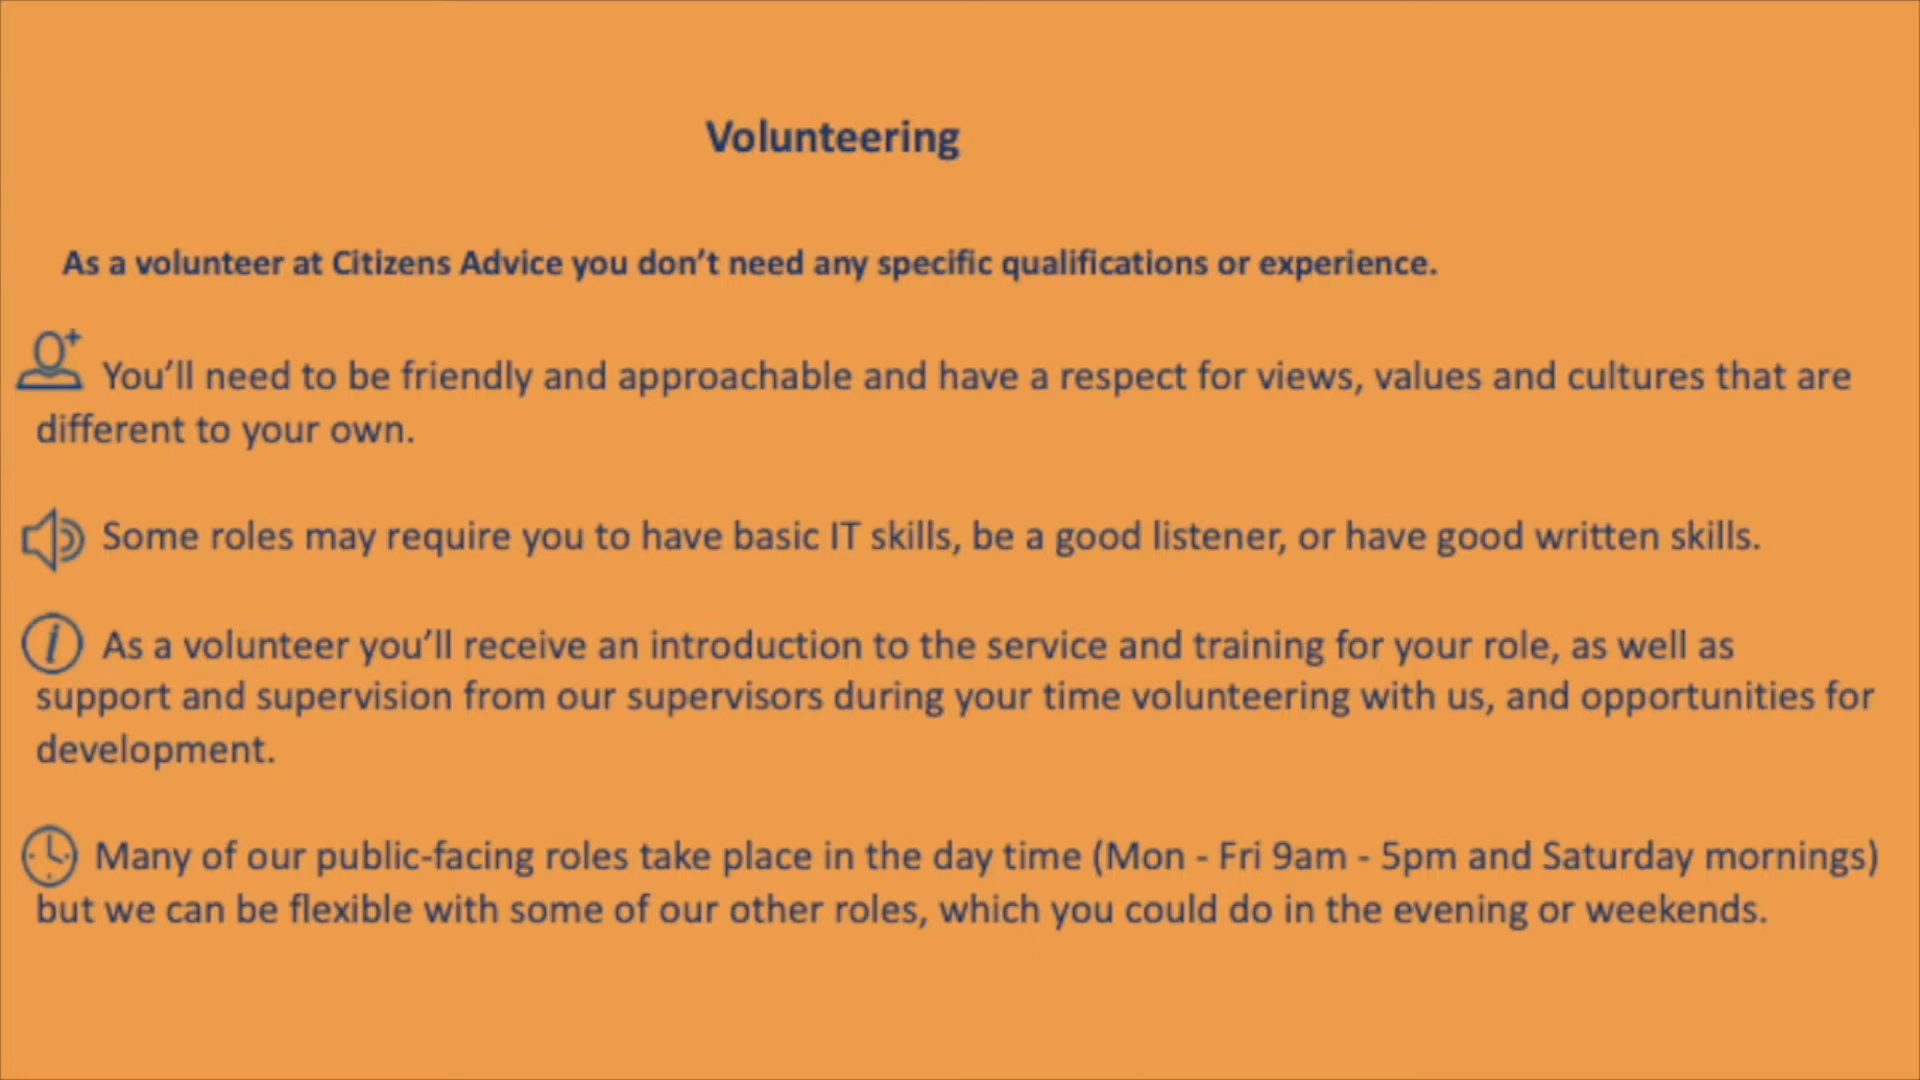 Volunteering
As a volunteer at Citizens Advice you don’t need any specific qualifications or experience.
You’ll need to be friendly and approachable and have a respect for views, values and cultures that are
different to your own.
Some roles may require you to have basic IT skills, be a good listener, or have good written skills.
As a volunteer you’ll receive an introduction to the service and training for your role, as well as
support and supervision from our supervisors during your time volunteering with us, and opportunities for
development.
Many of our public-facing roles take place in the day time (Mon - Fri 9am - 5pm and Saturday mornings)
but we can be flexible with some of our other roles, which you could do in the evening or weekends.